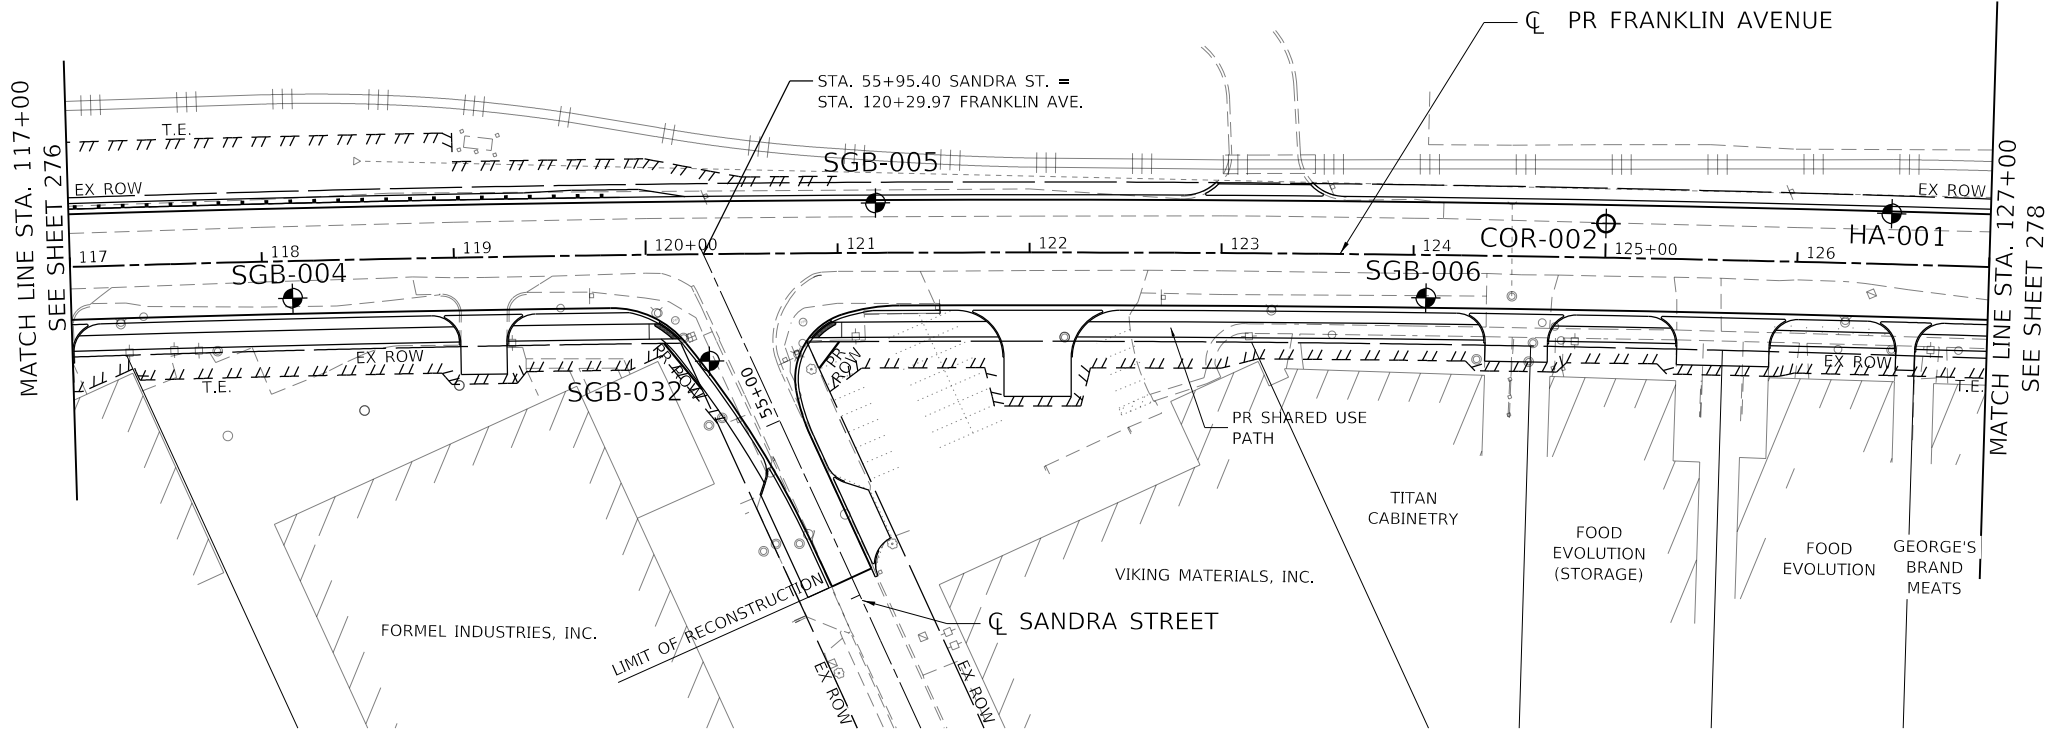 ℄ PR FRANKLIN AVENUE
STA. 55+95.40 SANDRA ST. =
STA. 120+29.97 FRANKLIN AVE.
MATCH LINE STA. 117+00
SEE SHEET 276
T.E.
EX ROW
SGB-005
EX ROW
MATCH LINE STA. 127+00
SEE SHEET 278
117
118
119
120+00
121
122
123
124
125+00
126
SGB-004
COR-002
HA-001
SGB-006
EX ROW
T.E.
SGB-032
PR ROW
55+00
PR
ROW
EX ROW
T.E.
PR SHARED USE
PATH
TITAN
CABINETRY
FOOD
EVOLUTION
(STORAGE)
FOOD
EVOLUTION
GEORGE'S
BRAND
MEATS
VIKING MATERIALS, INC.
FORMEL INDUSTRIES, INC.
LIMIT OF RECONSTRUCTION
℄ SANDRA STREET
EX ROW
EX ROW